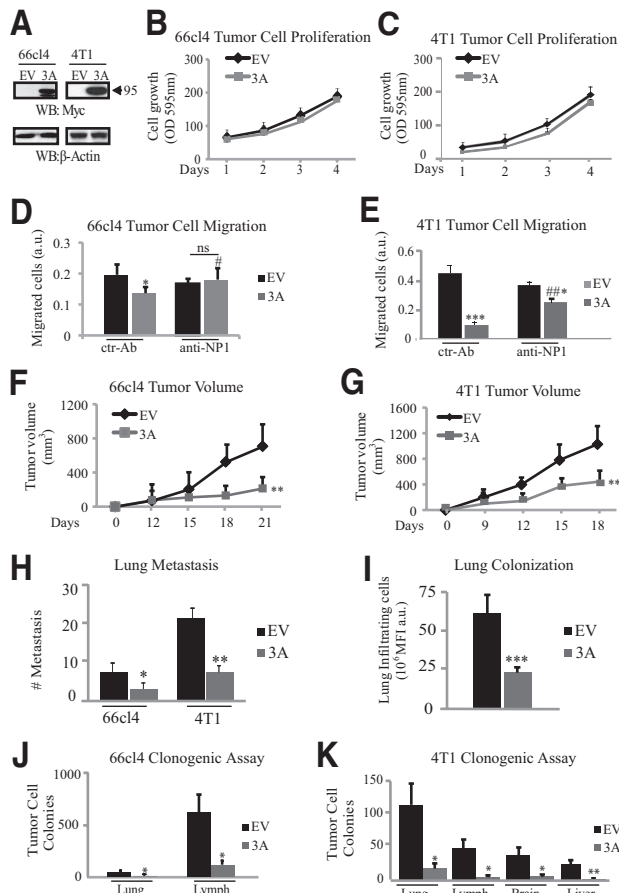 A
66cl4 4T1
EV 3A EV 3A
95
WB: Myc
WB:β-Actin
B
66cl4 Tumor Cell Proliferation
EV
3A
Cell growth
(OD 595nm)
300
200
100
0
Days 1 2 3 4
C
4T1 Tumor Cell Proliferation
EV
3A
Cell growth
(OD 595nm)
300
200
100
0
Days 1 2 3 4
D
66cl4 Tumor Cell Migration
Migrated cells (a.u.)
0.3
0.2
0.1
0
ns
* #
ctr-Ab anti-NP1
E
4T1 Tumor Cell Migration
Migrated cells (a.u.)
0.6
0.4
0.2
0
***
##*
ctr-Ab anti-NP1
EV
3A
F
66cl4 Tumor Volume
EV
3A
Tumor volume
(mm³)
1200
800
400
0
**
Days 0 12 15 18 21
G
4T1 Tumor Volume
EV
3A
Tumor volume
(mm³)
1600
1200
800
400
0
**
Days 0 9 12 15 18
H
Lung Metastasis
# Metastasis
30
20
10
0
* **
66cl4 4T1
EV
3A
I
Lung Colonization
Lung Infiltrating cells
(10⁶ MFI a.u.)
75
50
25
0
***
EV
3A
J
66cl4 Clonogenic Assay
Tumor Cell
Colonies
1000
500
0
* *
Lung Lymph
EV
3A
K
4T1 Clonogenic Assay
Tumor Cell
Colonies
150
100
50
0
* * * **
Lung Lymph Brain Liver
EV
3A